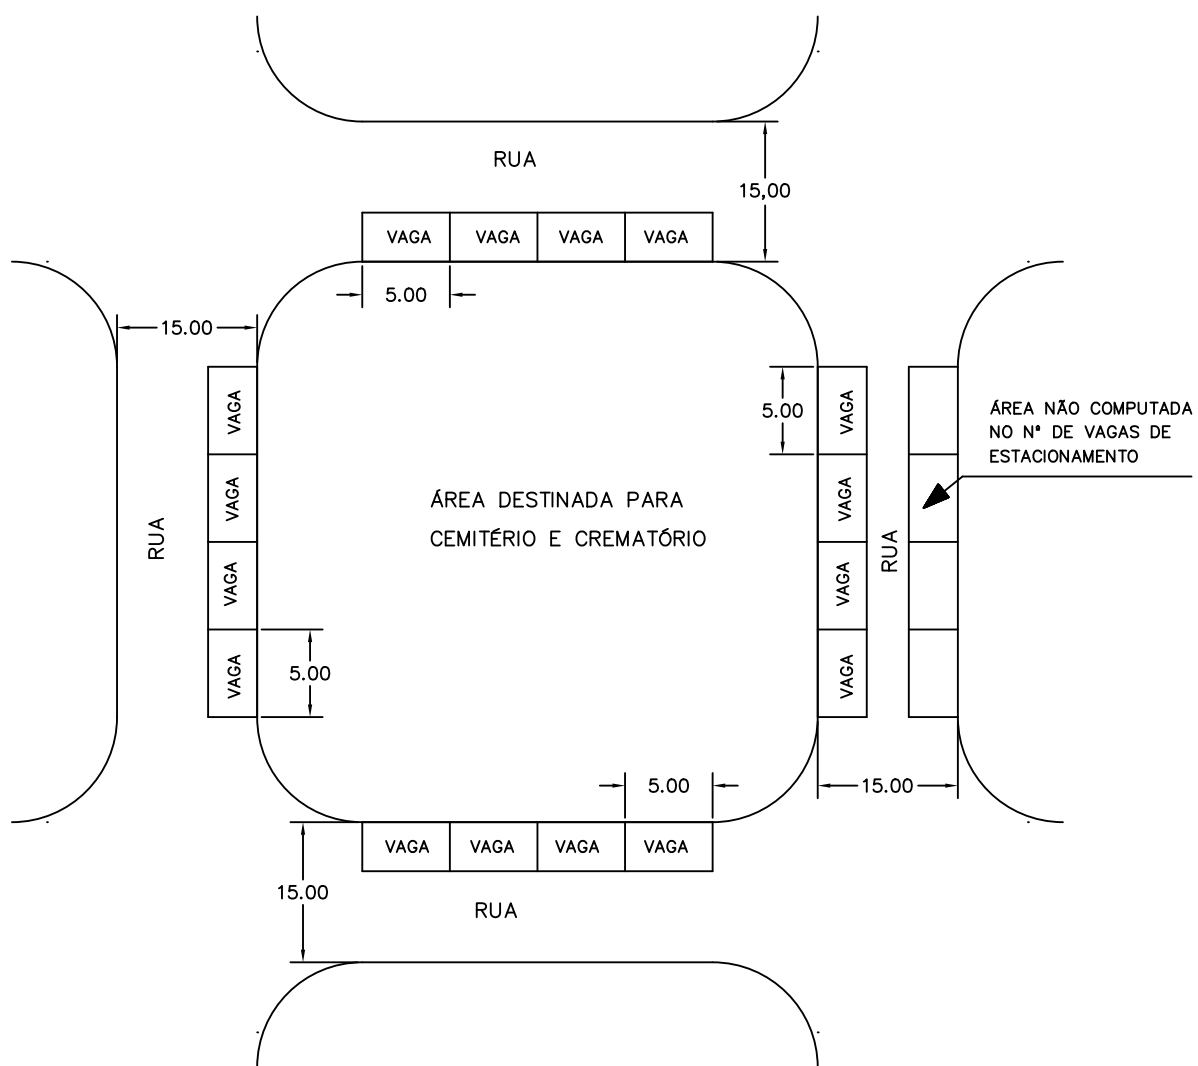 RUA
15,00
VAGA VAGA VAGA VAGA
5.00
15.00
VAGA
VAGA
VAGA
VAGA
RUA
5.00
ÁREA DESTINADA PARA
CEMITÉRIO E CREMATÓRIO
5.00
VAGA
VAGA
VAGA
VAGA
RUA
ÁREA NÃO COMPUTADA
NO Nº DE VAGAS DE
ESTACIONAMENTO
15.00
5.00
VAGA VAGA VAGA VAGA
15.00
RUA